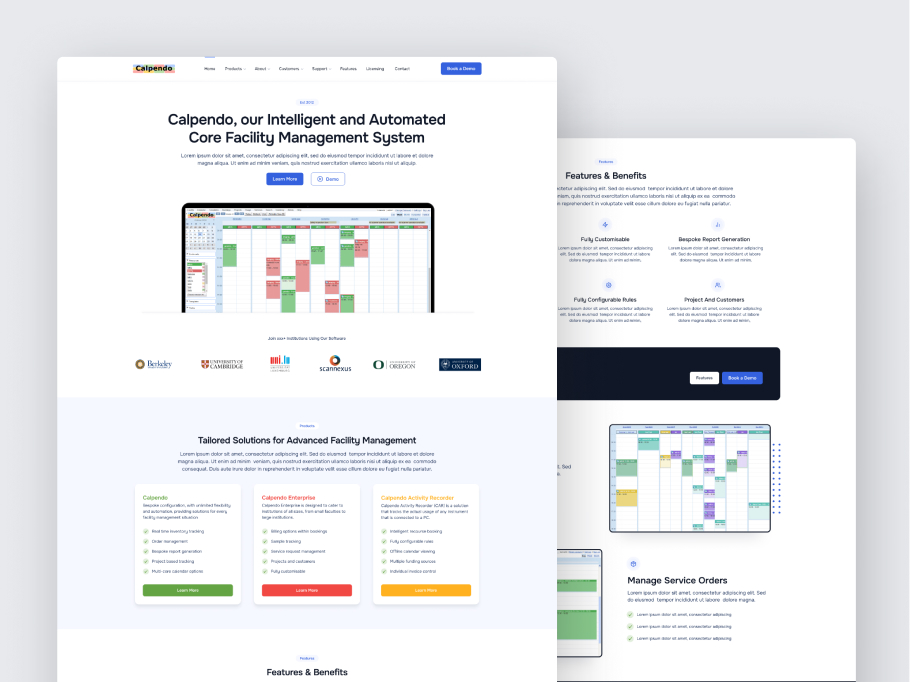 Calpendo
Home Products About Customers Support Features Licensing Contact
Book a Demo
Calpendo, our Intelligent and Automated
Core Facility Management System
Lorem ipsum dolor sit amet, consectetur adipiscing elit, sed do eiusmod tempor incididunt ut labore et dolore
magna aliqua. Ut enim ad minim veniam, quis nostrud exercitation ullamco laboris nisi ut aliquip
Learn More
Demo
Calpendo
Institutions Using Our Software
Berkeley
UNIVERSITY OF
CAMBRIDGE
uni.lu
scannexus
UNIVERSITY OF
OREGON
UNIVERSITY OF
OXFORD
Products
Tailored Solutions for Advanced Facility Management
Lorem ipsum dolor sit amet, consectetur adipiscing elit, sed do eiusmod tempor incididunt ut labore et dolore
magna aliqua. Ut enim ad minim veniam, quis nostrud exercitation ullamco laboris nisi ut aliquip ex ea commodo
consequat. Duis aute irure dolor in reprehenderit in voluptate velit esse cillum dolore eu fugiat nulla pariatur.
Calpendo
Bespoke configuration, with unlimited flexibility
and automation, providing solutions for every
facility management situation
Real time inventory tracking
Order management
Bespoke report generation
Project based tracking
Multi-core calendar options
Learn More
Calpendo Enterprise
Calpendo Enterprise is designed to cater to
institutions of all sizes, from small faculties to
large institutions.
Billing options within bookings
Sample tracking
Service request management
Projects and customers
Fully customisable
Learn More
Calpendo Activity Recorder
Calpendo Activity Recorder (CAR) is a solution
that tracks the actual usage of any instrument
that is connected to a PC.
Intelligent resource booking
Fully configurable rules
Offline calendar viewing
Multiple funding sources
Individual invoice control
Learn More
Features
Features & Benefits
Features
Features & Benefits
sectetur adipiscing elit, sed do eiusmod tempor incididunt ut labore et dolore
niam, quis nostrud exercitation ullamco laboris nisi ut aliquip ex ea commodo
in reprehenderit in voluptate velit esse cillum dolore eu fugiat nulla pariatur.
Fully Customisable
Lorem ipsum dolor sit amet, consectetur adipiscing
elit. Sed do eiusmod tempor incididunt ut labore
dolore magna aliqua. Ut enim ad minim.
Bespoke Report Generation
Lorem ipsum dolor sit amet, consectetur adipiscing
elit. Sed do eiusmod tempor incididunt ut labore
dolore magna aliqua. Ut enim ad minim.
Fully Configurable Rules
Lorem ipsum dolor sit amet, consectetur adipiscing
elit. Sed do eiusmod tempor incididunt ut labore
dolore magna aliqua. Ut enim ad minim.
Project And Customers
Lorem ipsum dolor sit amet, consectetur adipiscing
elit. Sed do eiusmod tempor incididunt ut labore
dolore magna aliqua. Ut enim ad minim.
Features
Book a Demo
t. Sed
e.
Manage Service Orders
Lorem ipsum dolor sit amet, consectetur adipiscing elit. Sed
do eiusmod tempor incididunt ut labore dolore magna.
Lorem ipsum dolor sit amet, consectetur adipiscing
Lorem ipsum dolor sit amet, consectetur adipiscing
Lorem ipsum dolor sit amet, consectetur adipiscing